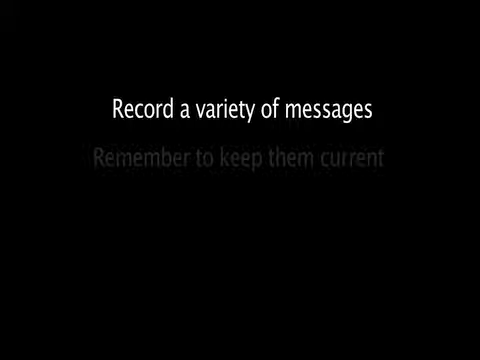 Record a variety of messages
Remember to keep them current